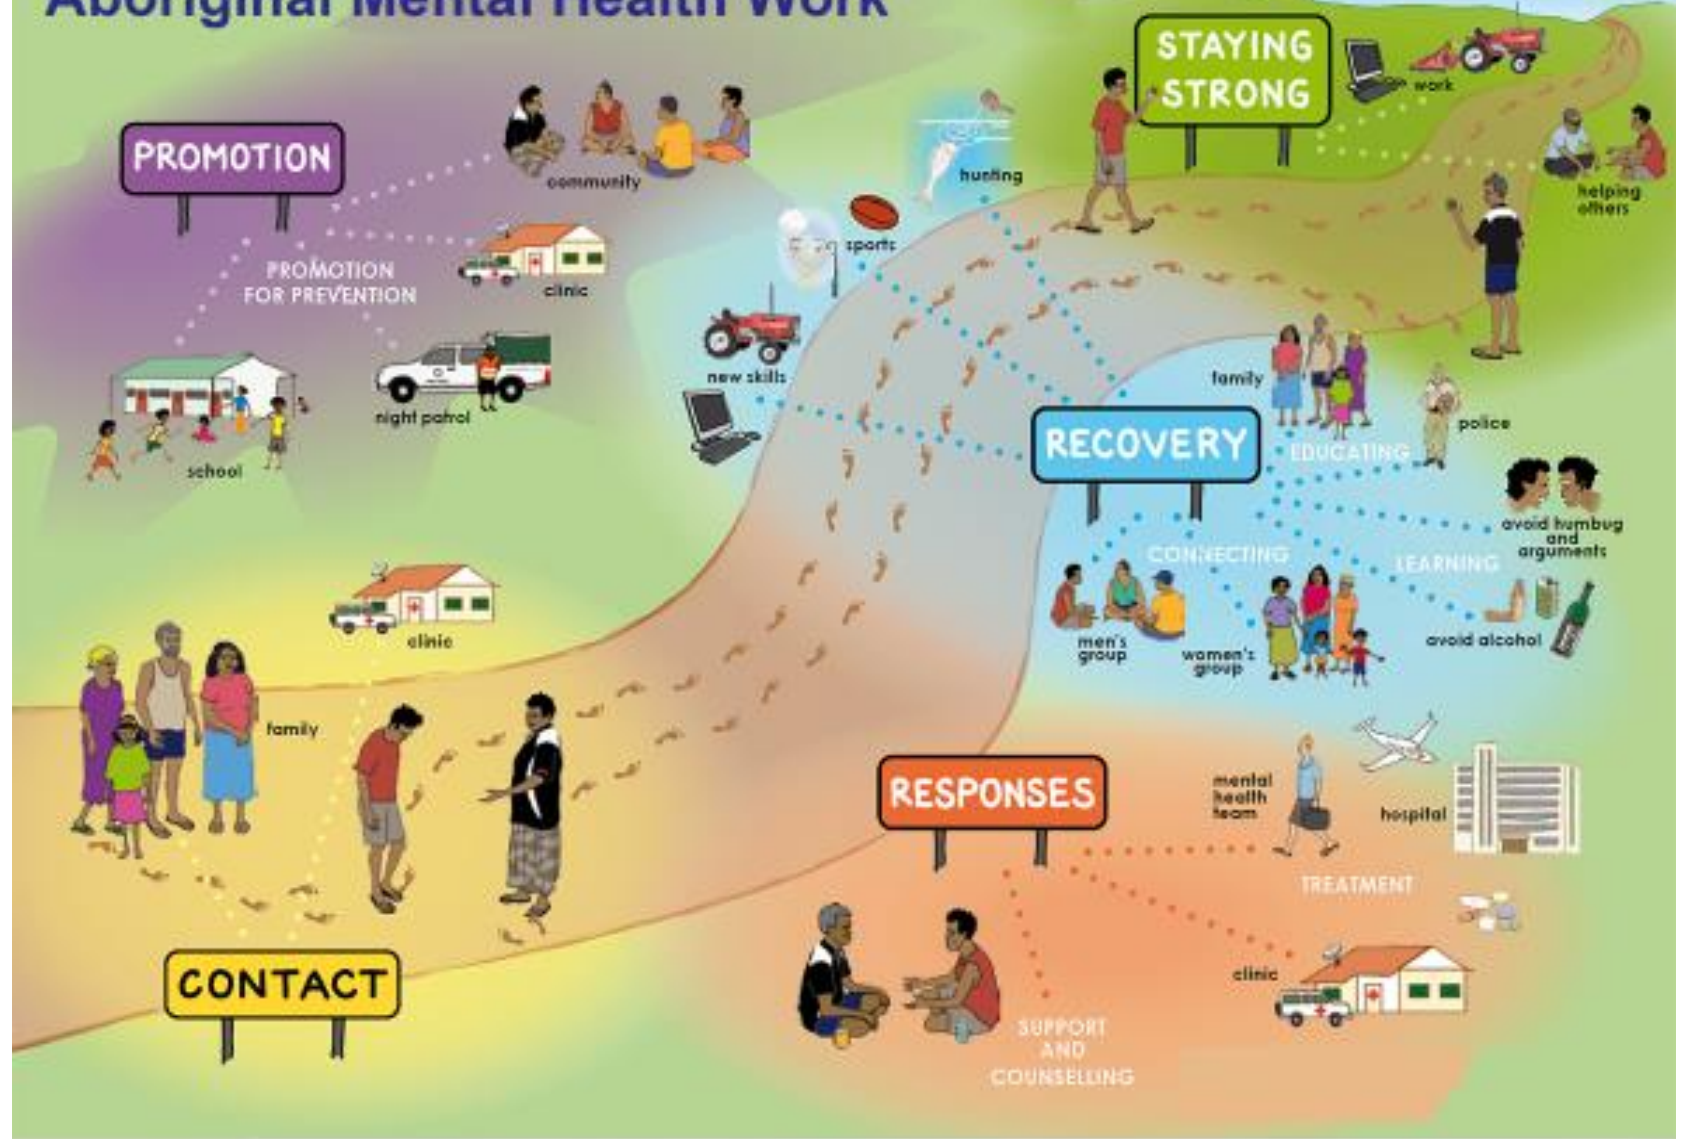 Aboriginal Mental Health Work
STAYING
STRONG
work
helping
others
PROMOTION
community
PROMOTION
FOR PREVENTION
clinic
night patrol
school
hunting
sports
new skills
RECOVERY
family
police
EDUCATING
avoid humbug
and
arguments
CONNECTING
LEARNING
men's
group
women's
group
avoid alcohol
clinic
family
CONTACT
RESPONSES
mental
health
team
hospital
TREATMENT
clinic
SUPPORT
AND
COUNSELLING